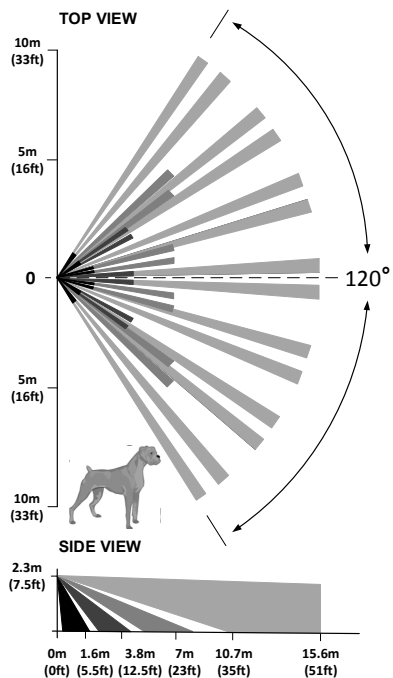 TOP VIEW
10m
(33ft)
5m
(16ft)
0
120°
5m
(16ft)
10m
(33ft)
SIDE VIEW
2.3m
(7.5ft)
0m 1.6m 3.8m 7m 10.7m 15.6m
(0ft) (5.5ft) (12.5ft) (23ft) (35ft) (51ft)